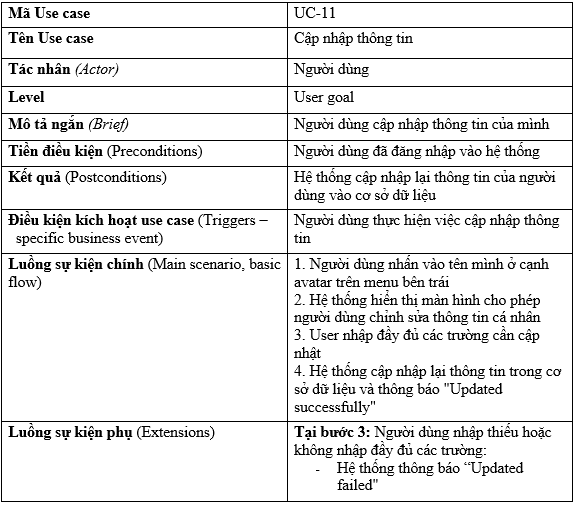 Mã Use case
UC-11
Tên Use case
Cập nhập thông tin
Tác nhân (Actor)
Người dùng
Level
User goal
Mô tả ngắn (Brief)
Người dùng cập nhập thông tin của mình
Tiền điều kiện (Preconditions)
Người dùng đã đăng nhập vào hệ thống
Kết quả (Postconditions)
Hệ thống cập nhập lại thông tin của người
dùng vào cơ sở dữ liệu
Điều kiện kích hoạt use case (Triggers –
specific business event)
Người dùng thực hiện việc cập nhập thông
tin
Luồng sự kiện chính (Main scenario, basic
flow)
1. Người dùng nhấn vào tên mình ở cạnh
avatar trên menu bên trái
2. Hệ thống hiển thị màn hình cho phép
người dùng chỉnh sửa thông tin cá nhân
3. User nhập đầy đủ các trường cần cập
nhật
4. Hệ thống cập nhập lại thông tin trong cơ
sở dữ liệu và thông báo "Updated
successfully"
Luồng sự kiện phụ (Extensions)
Tại bước 3: Người dùng nhập thiếu hoặc
không nhập đầy đủ các trường:
- Hệ thống thông báo “Updated
failed"